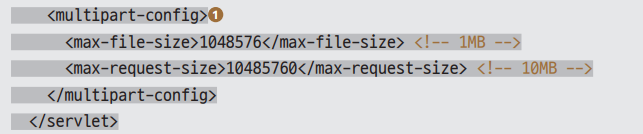 <multipart-config>❶
<max-file-size>1048576</max-file-size> <!-- 1MB -->
<max-request-size>10485760</max-request-size> <!-- 10MB -->
</multipart-config>
</servlet>